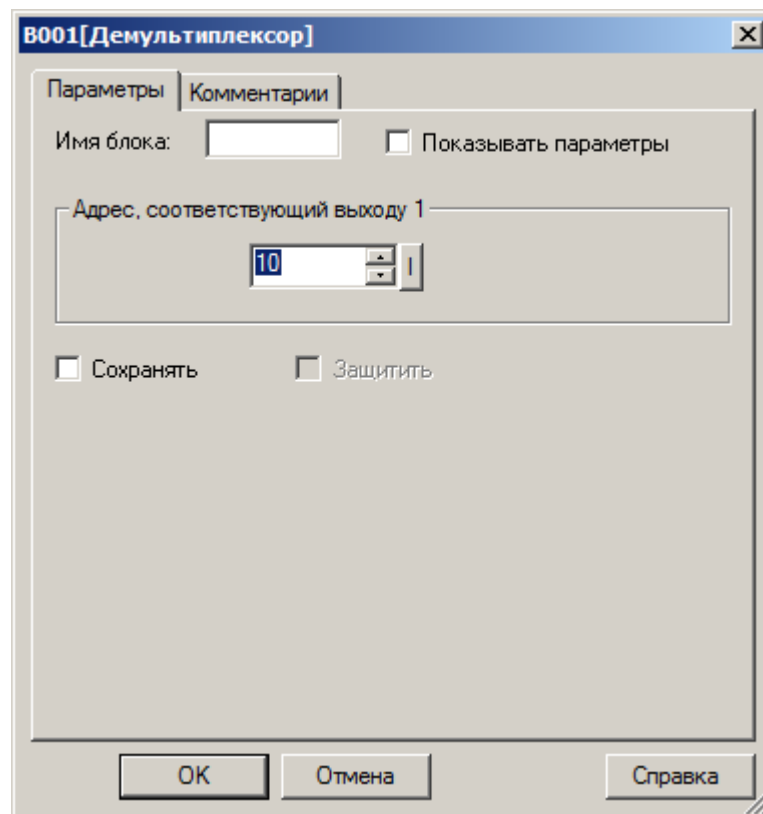 B001[Демультиплексор]
Параметры Комментарии
Имя блока: Показывать параметры
Адрес, соответствующий выходу 1
10 I
Сохранять Защитить
OK Отмена Справка